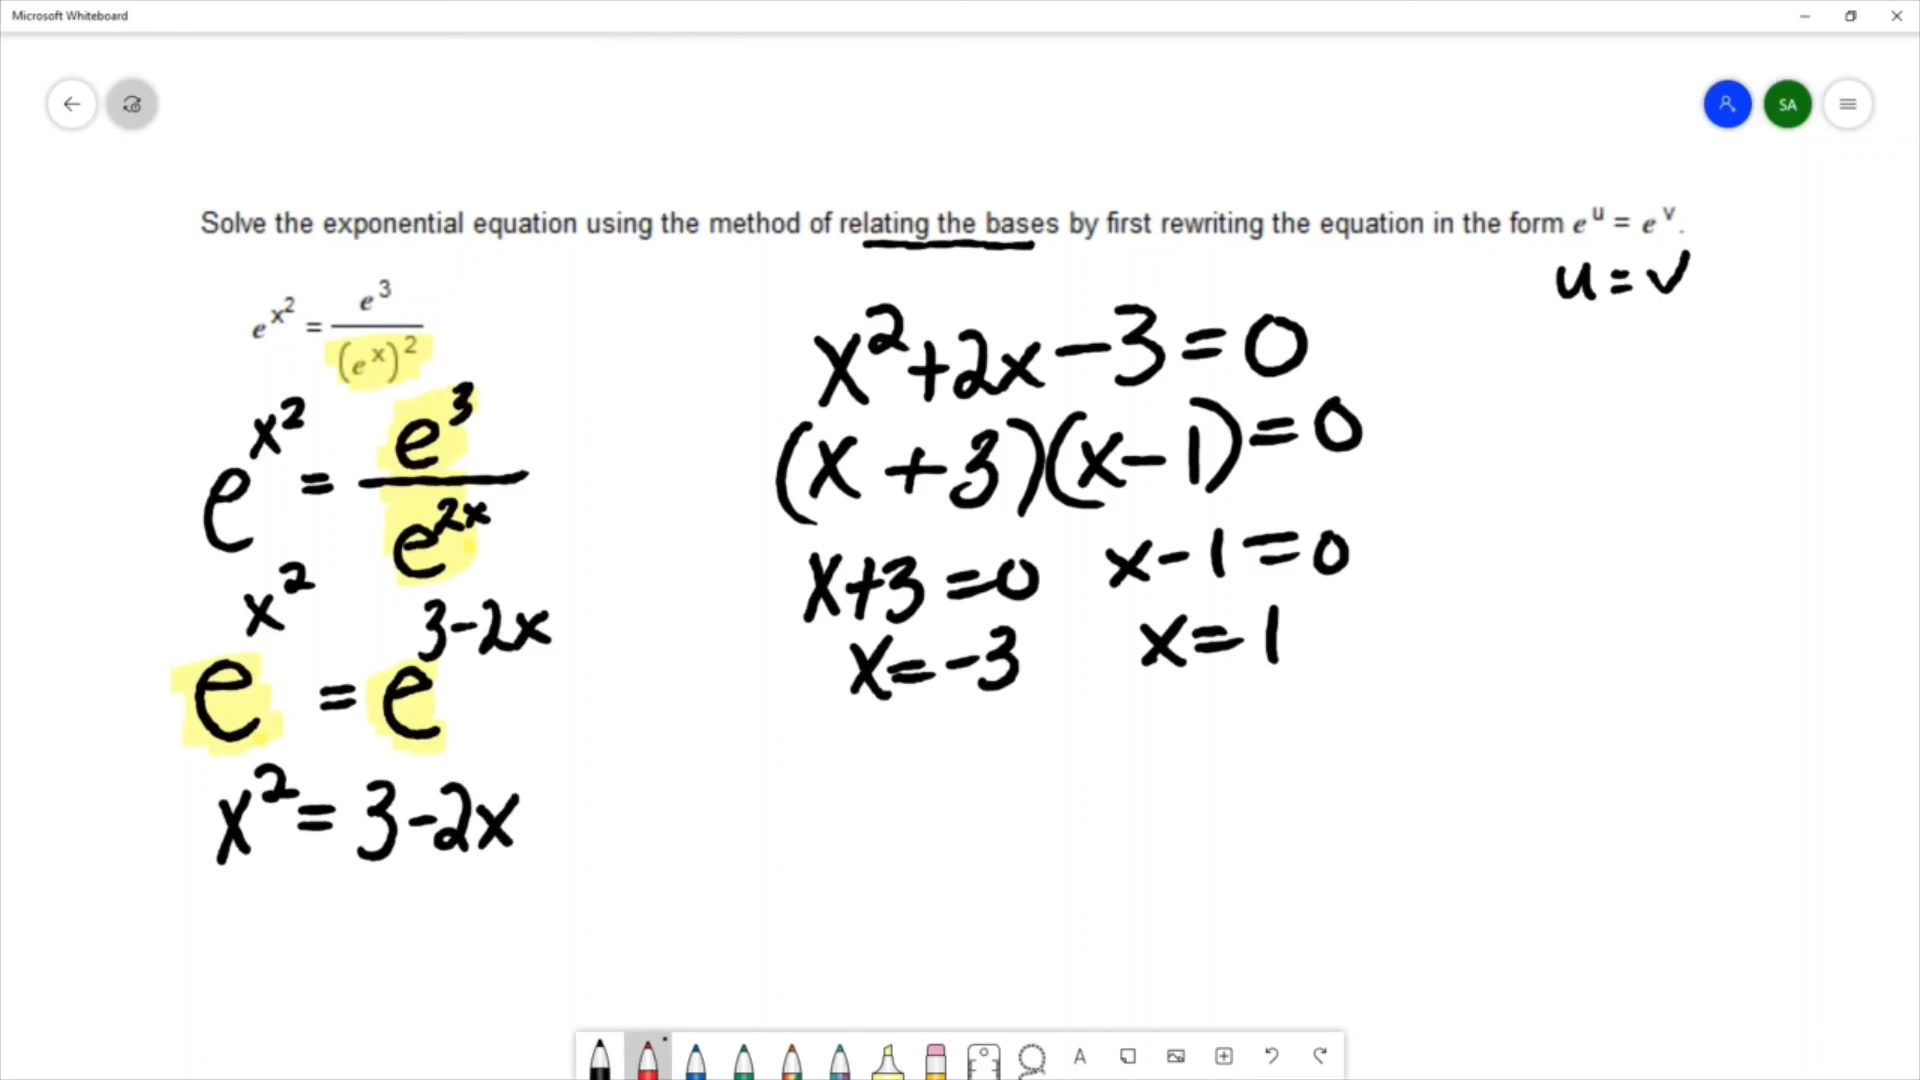 Microsoft Whiteboard
SA
Solve the exponential equation using the method of relating the bases by first rewriting the equation in the form e^u = e^v.
u = v
e^{x^2} = e^3 / (e^x)^2
e^{x^2} = e^3 / e^{2x}
e^{x^2} = e^{3-2x}
x^2 = 3-2x
x^2+2x-3=0
(x+3)(x-1)=0
x+3=0 x-1=0
x=-3 x=1
A